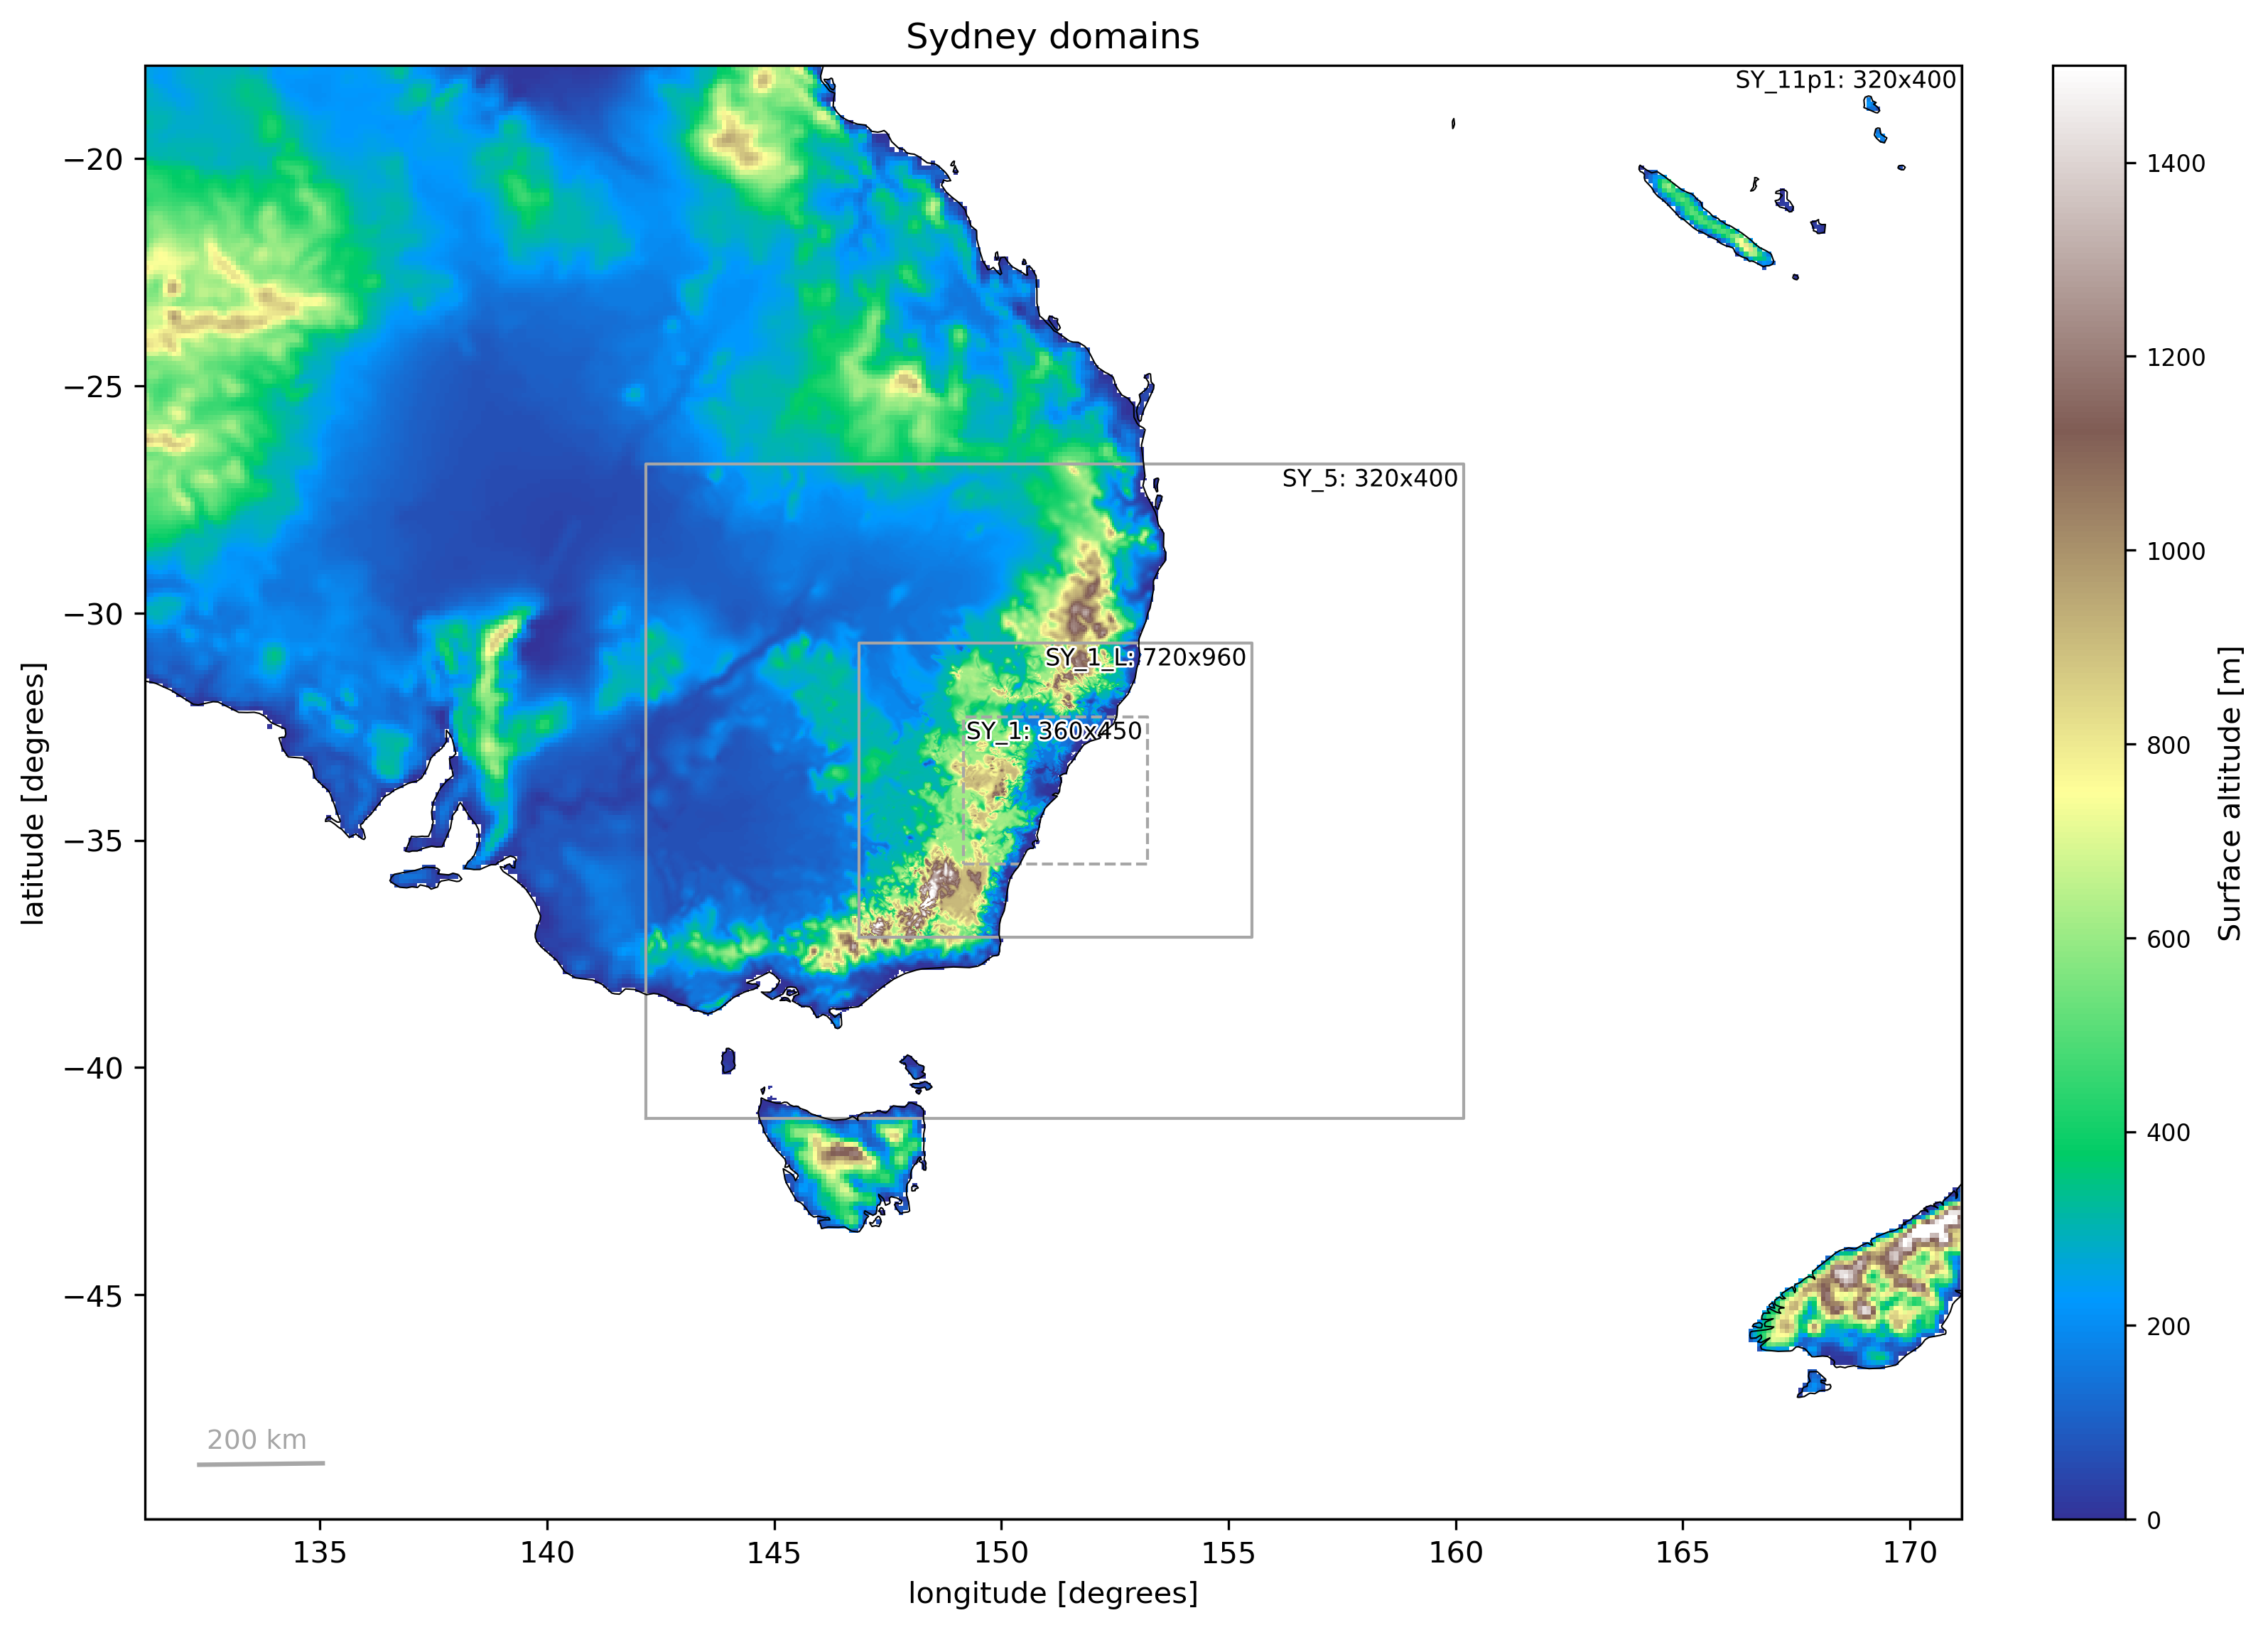 Sydney domains
SY_11p1: 320x400
SY_5: 320x400
SY_1_L: 720x960
SY_1: 360x450
200 km
−20
−25
−30
−35
−40
−45
latitude [degrees]
135
140
145
150
155
160
165
170
longitude [degrees]
1400
1200
1000
800
600
400
200
0
Surface altitude [m]